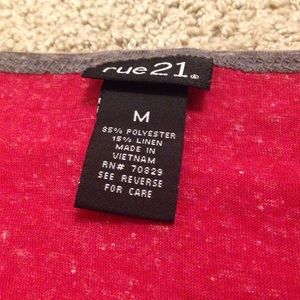 rue21®
M
85% POLYESTER
15% LINEN
MADE IN
VIETNAM
RN# 70829
SEE REVERSE
FOR CARE